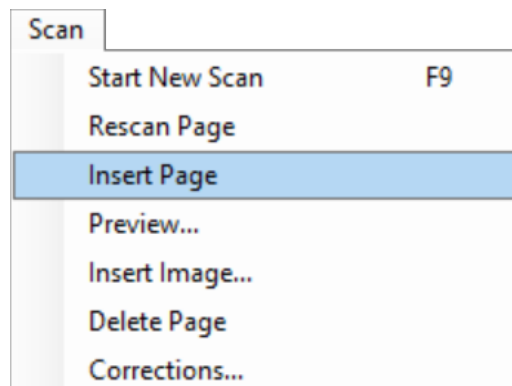 Scan
Start New Scan F9
Rescan Page
Insert Page
Preview...
Insert Image...
Delete Page
Corrections...